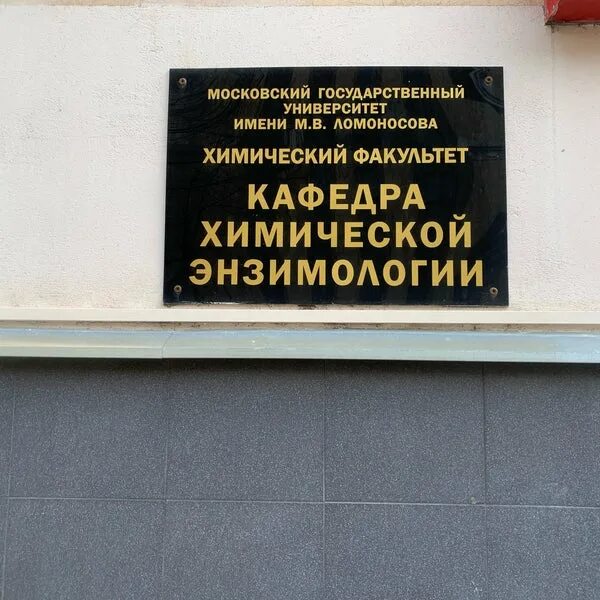 МОСКОВСКИЙ ГОСУДАРСТВЕННЫЙ
УНИВЕРСИТЕТ
ИМЕНИ М.В. ЛОМОНОСОВА
ХИМИЧЕСКИЙ ФАКУЛЬТЕТ
КАФЕДРА
ХИМИЧЕСКОЙ
ЭНЗИМОЛОГИИ